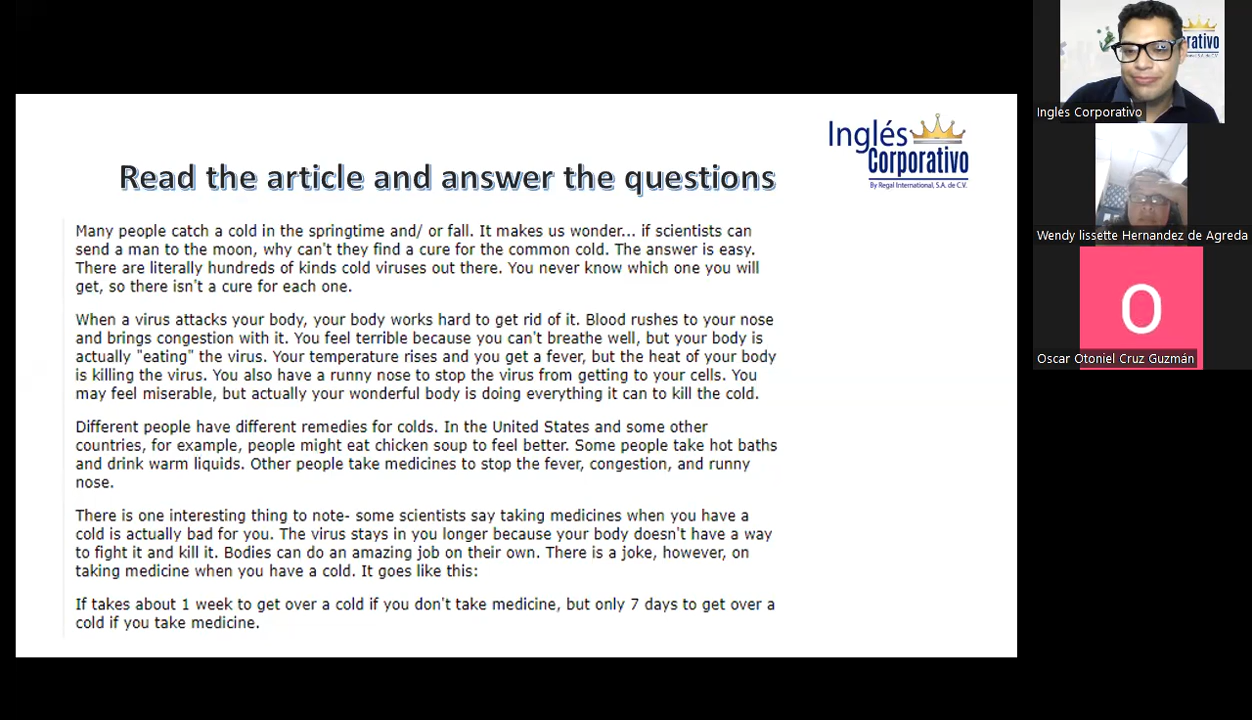 Inglés
Corporativo
By Regal International, S.A. de C.V.
Read the article and answer the questions
Many people catch a cold in the springtime and/ or fall. It makes us wonder... if scientists can
send a man to the moon, why can't they find a cure for the common cold. The answer is easy.
There are literally hundreds of kinds cold viruses out there. You never know which one you will
get, so there isn't a cure for each one.
When a virus attacks your body, your body works hard to get rid of it. Blood rushes to your nose
and brings congestion with it. You feel terrible because you can't breathe well, but your body is
actually "eating" the virus. Your temperature rises and you get a fever, but the heat of your body
is killing the virus. You also have a runny nose to stop the virus from getting to your cells. You
may feel miserable, but actually your wonderful body is doing everything it can to kill the cold.
Different people have different remedies for colds. In the United States and some other
countries, for example, people might eat chicken soup to feel better. Some people take hot baths
and drink warm liquids. Other people take medicines to stop the fever, congestion, and runny
nose.
There is one interesting thing to note- some scientists say taking medicines when you have a
cold is actually bad for you. The virus stays in you longer because your body doesn't have a way
to fight it and kill it. Bodies can do an amazing job on their own. There is a joke, however, on
taking medicine when you have a cold. It goes like this:
If takes about 1 week to get over a cold if you don't take medicine, but only 7 days to get over a
cold if you take medicine.
rativo
Ingles Corporativo
Wendy lissette Hernandez de Agreda
O
Oscar Otoniel Cruz Guzmán